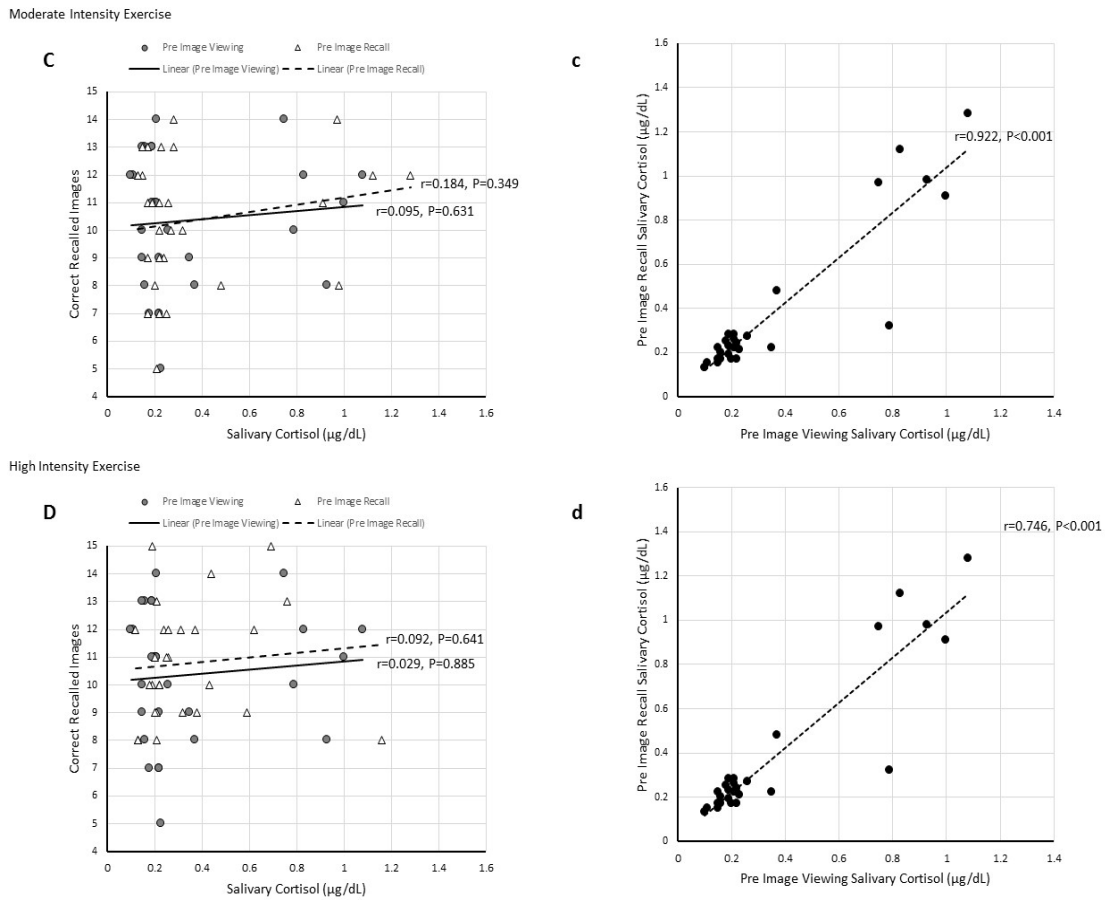 Moderate Intensity Exercise
C
Pre Image Viewing
Pre Image Recall
Linear (Pre Image Viewing)
Linear (Pre Image Recall)
15
14
13
12
11
10
9
8
7
6
5
4
Correct Recalled Images
r=0.184, P=0.349
r=0.095, P=0.631
0 0.2 0.4 0.6 0.8 1 1.2 1.4 1.6
Salivary Cortisol (µg/dL)
c
1.6
1.4
1.2
1
0.8
0.6
0.4
0.2
0
Pre Image Recall Salivary Cortisol (µg/dL)
r=0.922, P<0.001
0 0.2 0.4 0.6 0.8 1 1.2 1.4
Pre Image Viewing Salivary Cortisol (µg/dL)
High Intensity Exercise
D
Pre Image Viewing
Pre Image Recall
Linear (Pre Image Viewing)
Linear (Pre Image Recall)
15
14
13
12
11
10
9
8
7
6
5
4
Correct Recalled Images
r=0.092, P=0.641
r=0.029, P=0.885
0 0.2 0.4 0.6 0.8 1 1.2 1.4 1.6
Salivary Cortisol (µg/dL)
d
1.6
1.4
1.2
1
0.8
0.6
0.4
0.2
0
Pre Image Recall Salivary Cortisol (µg/dL)
r=0.746, P<0.001
0 0.2 0.4 0.6 0.8 1 1.2 1.4
Pre Image Viewing Salivary Cortisol (µg/dL)